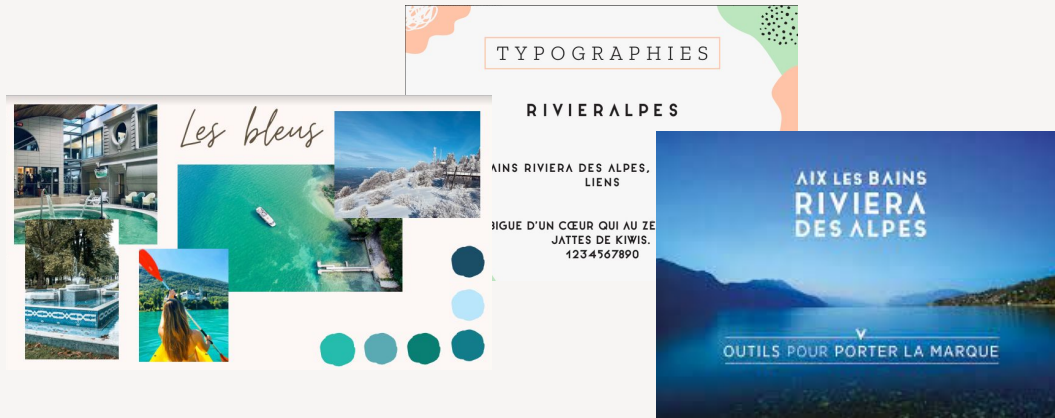 TYPOGRAPHIES
RIVIERALPES
AINS RIVIERA DES ALPES,
LIENS
BIGUE D'UN CŒUR QUI AU ZE
JATTES DE KIWIS.
1234567890
Les bleus
AIX LES BAINS
RIVIERA
DES ALPES
OUTILS POUR PORTER LA MARQUE